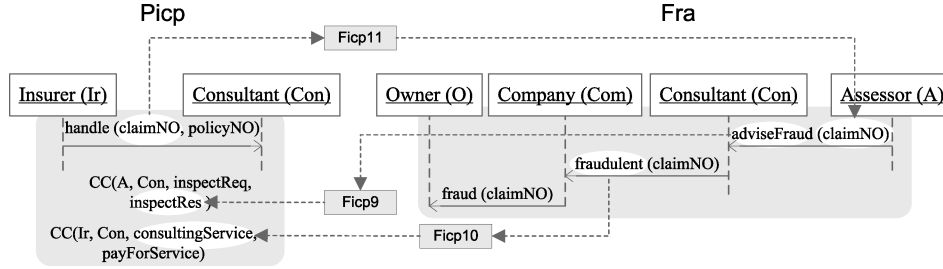 Picp
Fra
Ficp11
Insurer (Ir)
Consultant (Con)
Owner (O)
Company (Com)
Consultant (Con)
Assessor (A)
handle (claimNO, policyNO)
adviseFraud (claimNO)
fraudulent (claimNO)
CC(A, Con, inspectReq,
inspectRes )
Ficp9
fraud (claimNO)
CC(Ir, Con, consultingService,
payForService)
Ficp10